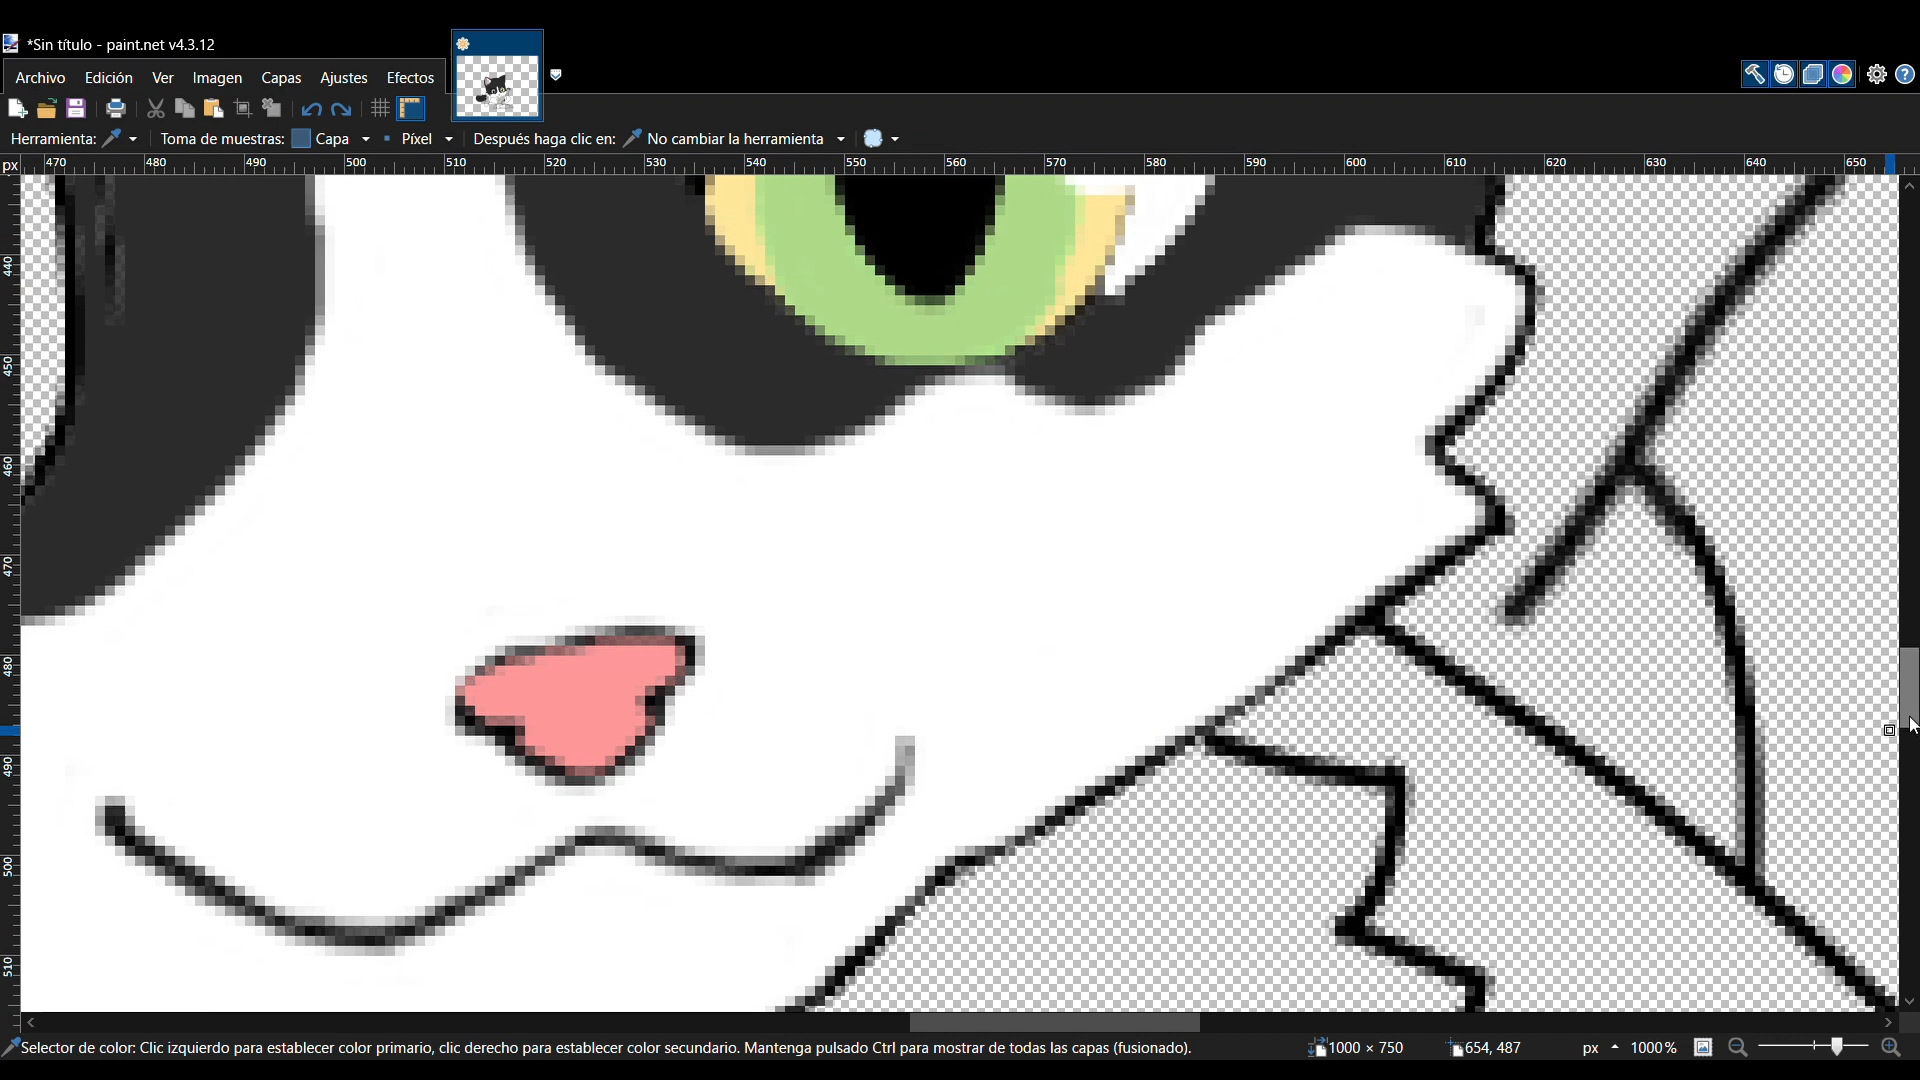 *Sin título - paint.net v4.3.12
Archivo Edición Ver Imagen Capas Ajustes Efectos
Herramienta: Toma de muestras: Capa Píxel Después haga clic en: No cambiar la herramienta
px 470 480 490 500 510 520 530 540 550 560 570 580 590 600 610 620 630 640 650
440
450
460
470
480
490
500
510
Selector de color: Clic izquierdo para establecer color primario, clic derecho para establecer color secundario. Mantenga pulsado Ctrl para mostrar de todas las capas (fusionado). 1000 × 750 654, 487 px 1000%